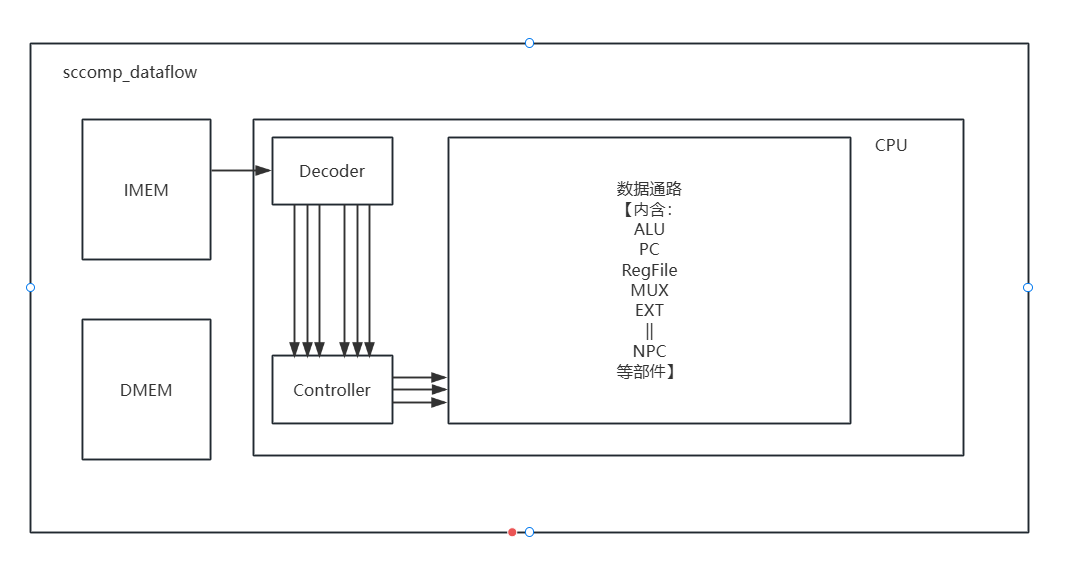 sccomp_dataflow
CPU
IMEM
Decoder
数据通路
【内含：
ALU
PC
RegFile
MUX
EXT
||
NPC
等部件】
DMEM
Controller